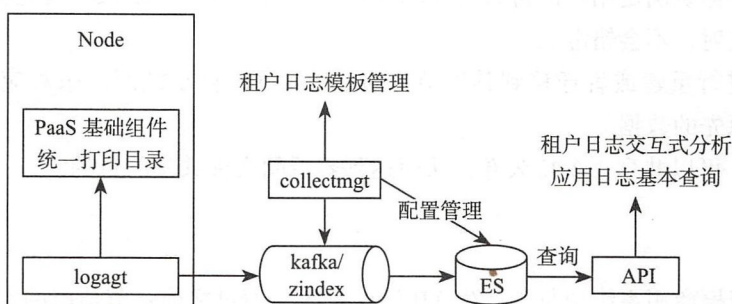 Node
租户日志模板管理
PaaS 基础组件
统一打印目录
租户日志交互式分析
应用日志基本查询
collectmgt
配置管理
logagt
kafka/
zindex
ES
查询
API